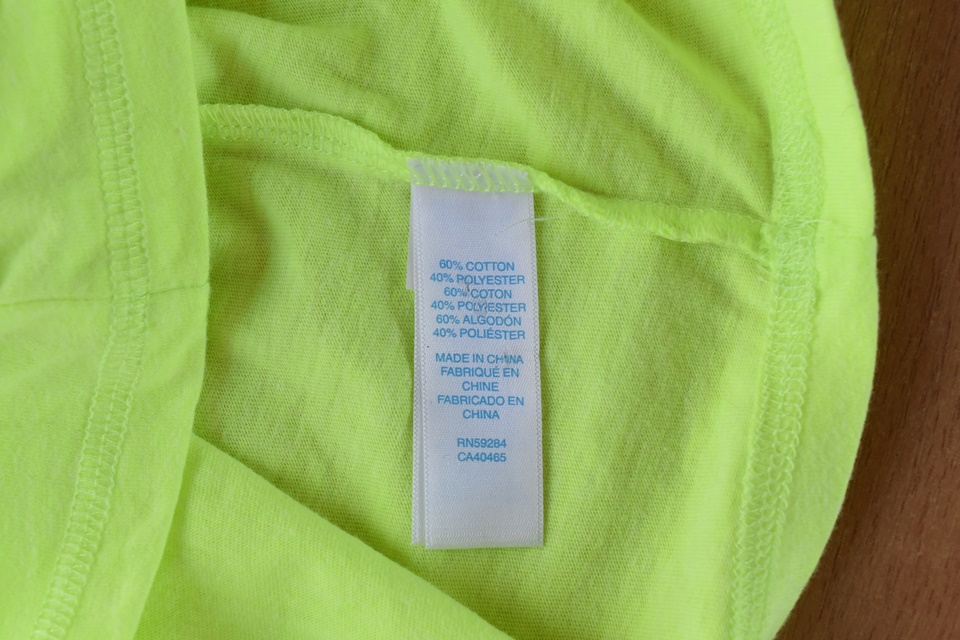 60% COTTON
40% POLYESTER
60% COTON
40% POLYESTER
60% ALGODÓN
40% POLIÉSTER
MADE IN CHINA
FABRIQUÉ EN
CHINE
FABRICADO EN
CHINA
RN59284
CA40465